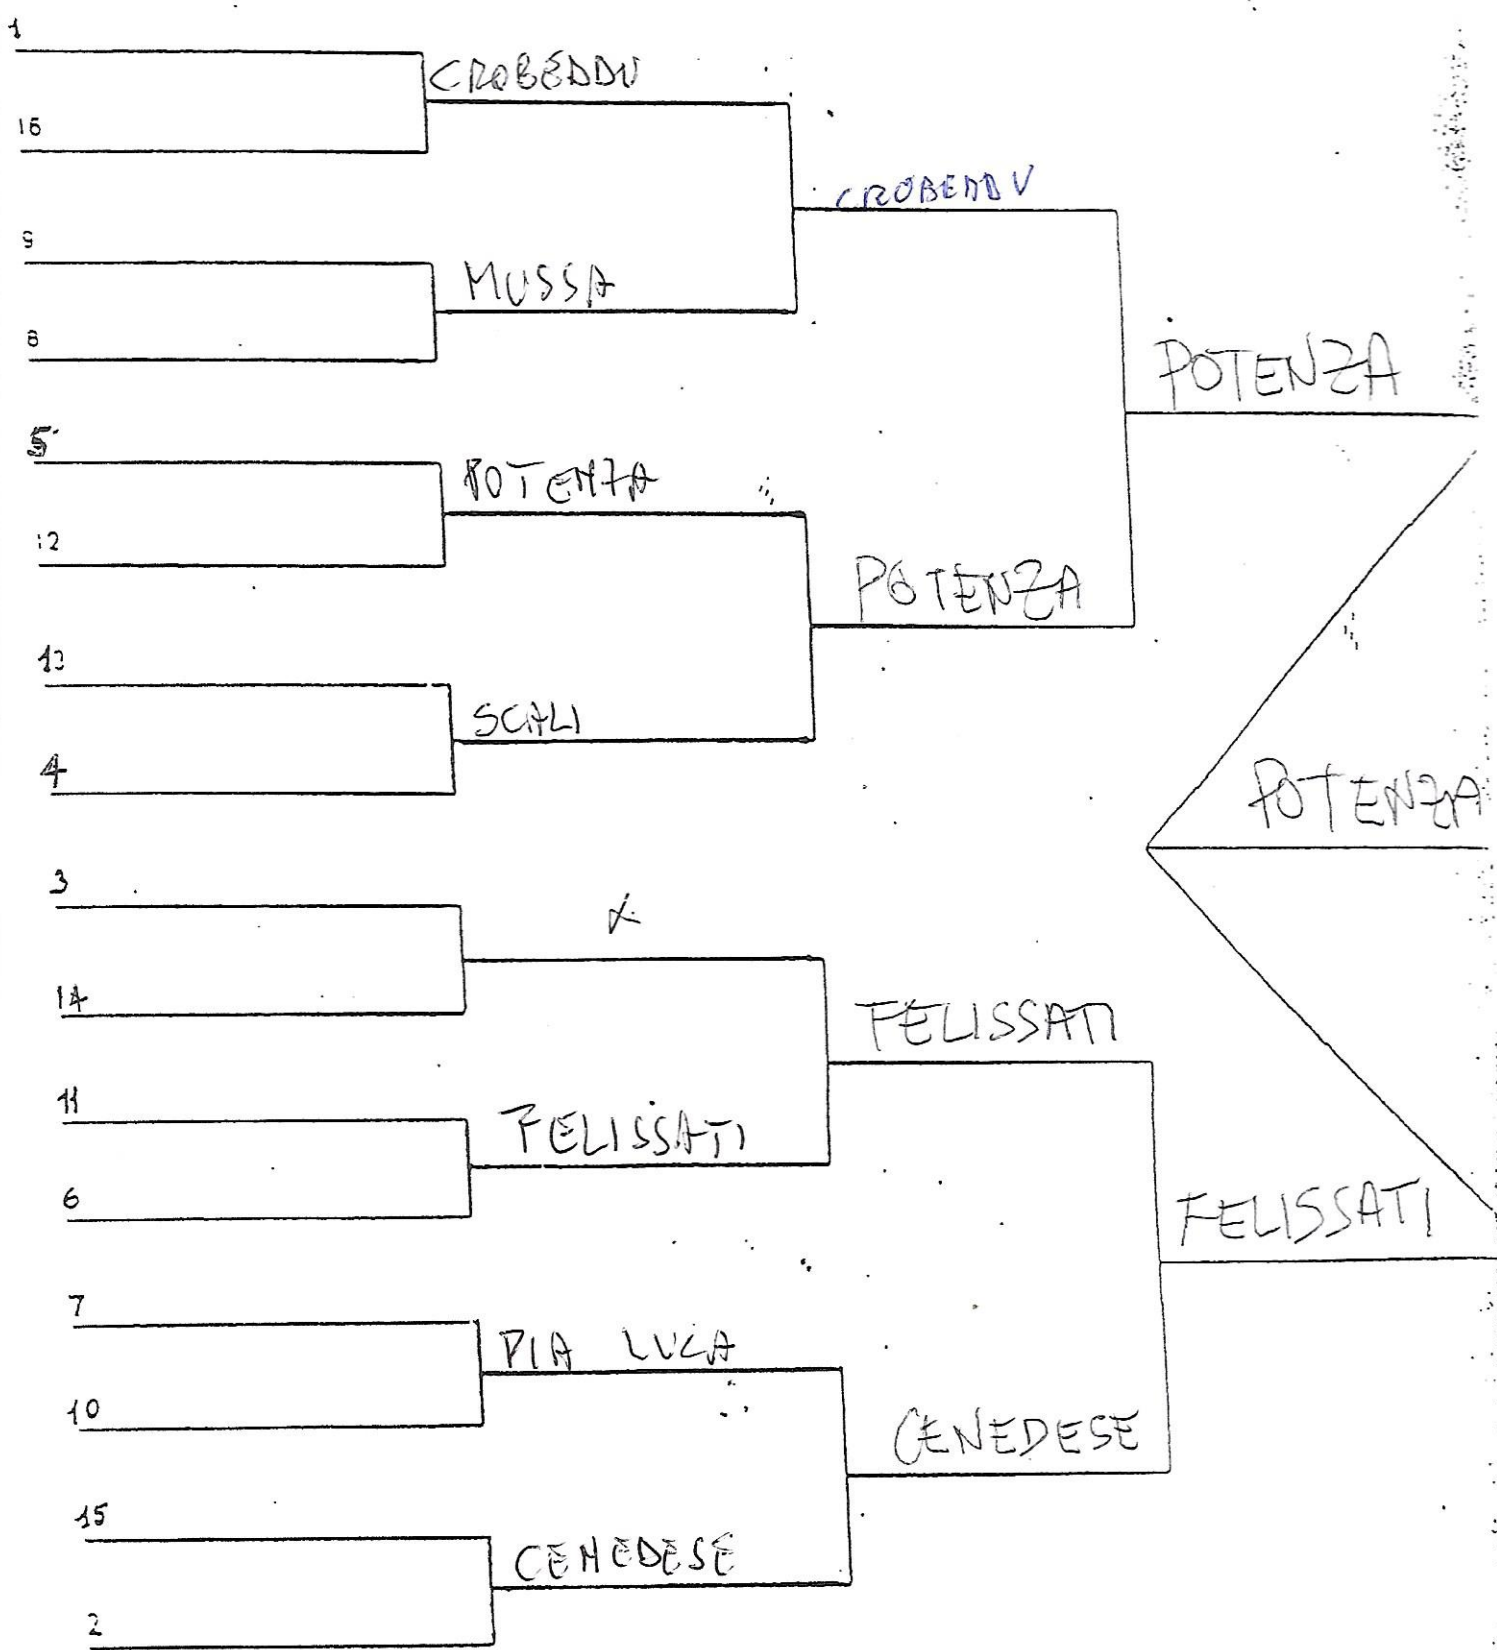 1
CROBEDDU
16
CROBEDDU
9
MUSSA
8
POTENZA
5
POTENZA
12
POTENZA
13
SCALI
4
POTENZA
3
X
14
FELISSATI
11
FELISSATI
6
FELISSATI
7
PIA LUCA
10
CENEDESE
15
CENEDESE
2